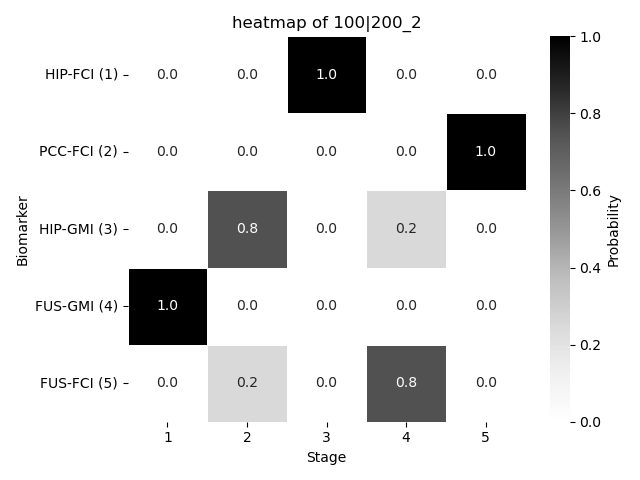 heatmap of 100|200_2
HIP-FCI (1) 0.0 0.0 1.0 0.0 0.0
PCC-FCI (2) 0.0 0.0 0.0 0.0 1.0
HIP-GMI (3) 0.0 0.8 0.0 0.2 0.0
FUS-GMI (4) 1.0 0.0 0.0 0.0 0.0
FUS-FCI (5) 0.0 0.2 0.0 0.8 0.0
1 2 3 4 5
Stage
Biomarker
1.0
0.8
0.6
0.4
0.2
0.0
Probability